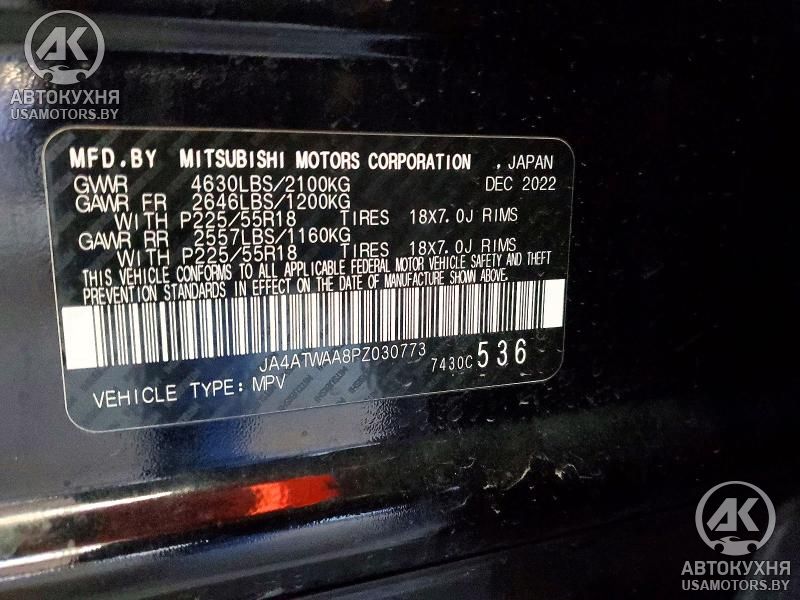 AK
АВТОКУХНЯ
USAMOTORS.BY
MFD.BY MITSUBISHI MOTORS CORPORATION , JAPAN
GVWR 4630LBS/2100KG DEC 2022
GAWR FR 2646LBS/1200KG
WITH P225/55R18 TIRES 18X7.0J RIMS
GAWR RR 2557LBS/1160KG
WITH P225/55R18 TIRES 18X7.0J RIMS
THIS VEHICLE CONFORMS TO ALL APPLICABLE FEDERAL MOTOR VEHICLE SAFETY AND THEFT
PREVENTION STANDARDS IN EFFECT ON THE DATE OF MANUFACTURE SHOWN ABOVE.
JA4ATWAA8PZ030773 7430C 536
VEHICLE TYPE: MPV
AK
АВТОКУХНЯ
USAMOTORS.BY